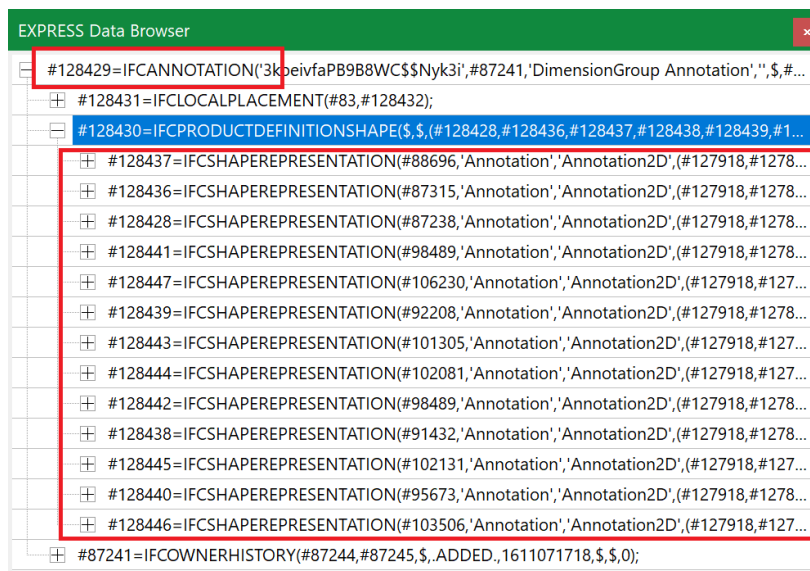 EXPRESS Data Browser
#128429=IFCANNOTATION('3kbeivfaPB9B8WC$$Nyk3i',#87241,'DimensionGroup Annotation','',$,#...
#128431=IFCLOCALPLACEMENT(#83,#128432);
#128430=IFCPRODUCTDEFINITIONSHAPE($,$,(#128428,#128436,#128437,#128438,#128439,#1...
#128437=IFCSHAPEREPRESENTATION(#88696,'Annotation','Annotation2D',(#127918,#1278...
#128436=IFCSHAPEREPRESENTATION(#87315,'Annotation','Annotation2D',(#127918,#1278...
#128428=IFCSHAPEREPRESENTATION(#87238,'Annotation','Annotation2D',(#127918,#1278...
#128441=IFCSHAPEREPRESENTATION(#98489,'Annotation','Annotation2D',(#127918,#1278...
#128447=IFCSHAPEREPRESENTATION(#106230,'Annotation','Annotation2D',(#127918,#127...
#128439=IFCSHAPEREPRESENTATION(#92208,'Annotation','Annotation2D',(#127918,#1278...
#128443=IFCSHAPEREPRESENTATION(#101305,'Annotation','Annotation2D',(#127918,#127...
#128444=IFCSHAPEREPRESENTATION(#102081,'Annotation','Annotation2D',(#127918,#127...
#128442=IFCSHAPEREPRESENTATION(#98489,'Annotation','Annotation2D',(#127918,#1278...
#128438=IFCSHAPEREPRESENTATION(#91432,'Annotation','Annotation2D',(#127918,#1278...
#128445=IFCSHAPEREPRESENTATION(#102131,'Annotation','Annotation2D',(#127918,#127...
#128440=IFCSHAPEREPRESENTATION(#95673,'Annotation','Annotation2D',(#127918,#1278...
#128446=IFCSHAPEREPRESENTATION(#103506,'Annotation','Annotation2D',(#127918,#127...
#87241=IFCOWNERHISTORY(#87244,#87245,$,.ADDED.,1611071718,$,$,0);